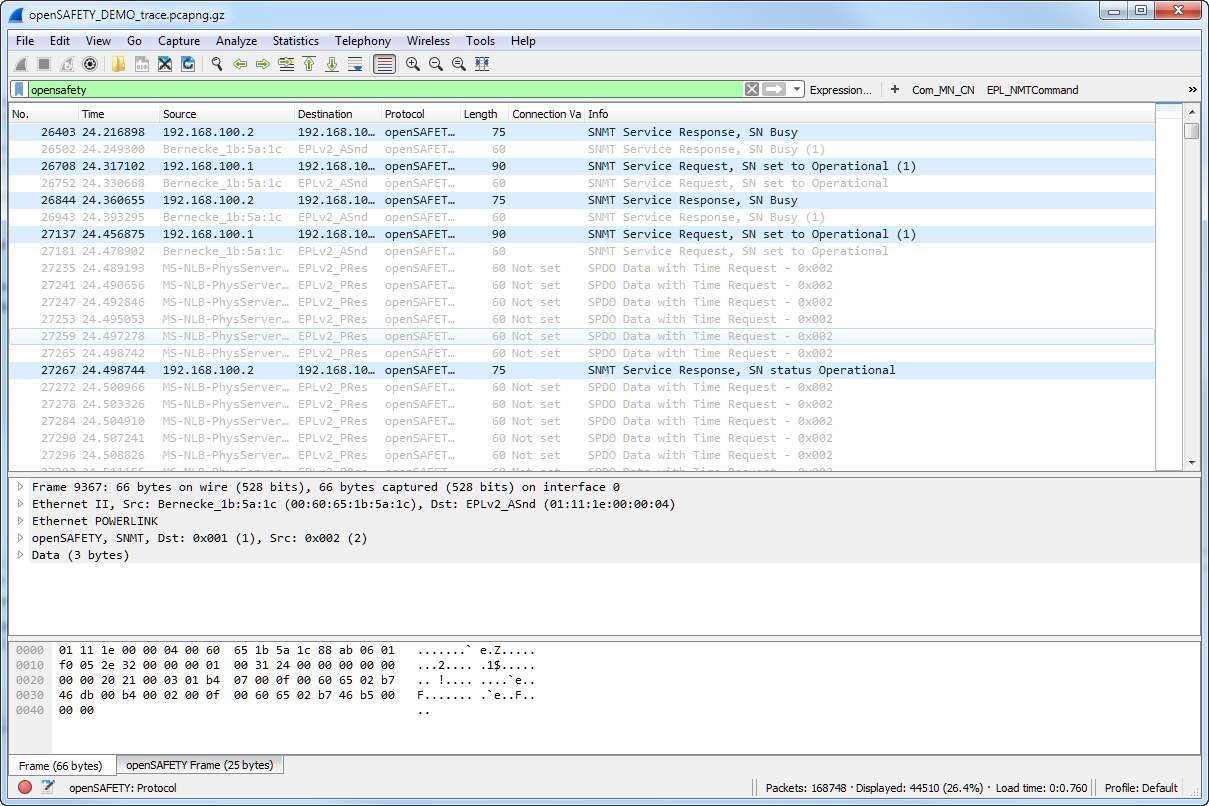 openSAFETY_DEMO_trace.pcapng.gz
File Edit View Go Capture Analyze Statistics Telephony Wireless Tools Help
opensafety Expression... + Com_MN_CN EPL_NMTCommand »
No. Time Source Destination Protocol Length Connection Va Info
26403 24.216898 192.168.100.2 192.168.10... openSAFET... 75 SNMT Service Response, SN Busy
26502 24.249300 Bernecke_1b:5a:1c EPLv2_ASnd openSAFET... 60 SNMT Service Response, SN Busy (1)
26708 24.317102 192.168.100.1 192.168.10... openSAFET... 90 SNMT Service Request, SN set to Operational (1)
26752 24.330668 Bernecke_1b:5a:1c EPLv2_ASnd openSAFET... 60 SNMT Service Request, SN set to Operational
26844 24.360655 192.168.100.2 192.168.10... openSAFET... 75 SNMT Service Response, SN Busy
26943 24.393295 Bernecke_1b:5a:1c EPLv2_ASnd openSAFET... 60 SNMT Service Response, SN Busy (1)
27137 24.456875 192.168.100.1 192.168.10... openSAFET... 90 SNMT Service Request, SN set to Operational (1)
27181 24.470902 Bernecke_1b:5a:1c EPLv2_ASnd openSAFET... 60 SNMT Service Request, SN set to Operational
27235 24.489193 MS-NLB-PhysServer... EPLv2_PRes openSAFET... 60 Not set SPDO Data with Time Request - 0x002
27241 24.490656 MS-NLB-PhysServer... EPLv2_PRes openSAFET... 60 Not set SPDO Data with Time Request - 0x002
27247 24.492846 MS-NLB-PhysServer... EPLv2_PRes openSAFET... 60 Not set SPDO Data with Time Request - 0x002
27253 24.495053 MS-NLB-PhysServer... EPLv2_PRes openSAFET... 60 Not set SPDO Data with Time Request - 0x002
27259 24.497278 MS-NLB-PhysServer... EPLv2_PRes openSAFET... 60 Not set SPDO Data with Time Request - 0x002
27265 24.498742 MS-NLB-PhysServer... EPLv2_PRes openSAFET... 60 Not set SPDO Data with Time Request - 0x002
27267 24.498744 192.168.100.2 192.168.10... openSAFET... 75 SNMT Service Response, SN status Operational
27272 24.500966 MS-NLB-PhysServer... EPLv2_PRes openSAFET... 60 Not set SPDO Data with Time Request - 0x002
27278 24.503326 MS-NLB-PhysServer... EPLv2_PRes openSAFET... 60 Not set SPDO Data with Time Request - 0x002
27284 24.504910 MS-NLB-PhysServer... EPLv2_PRes openSAFET... 60 Not set SPDO Data with Time Request - 0x002
27290 24.507241 MS-NLB-PhysServer... EPLv2_PRes openSAFET... 60 Not set SPDO Data with Time Request - 0x002
27296 24.508826 MS-NLB-PhysServer... EPLv2_PRes openSAFET... 60 Not set SPDO Data with Time Request - 0x002
Frame 9367: 66 bytes on wire (528 bits), 66 bytes captured (528 bits) on interface 0
Ethernet II, Src: Bernecke_1b:5a:1c (00:60:65:1b:5a:1c), Dst: EPLv2_ASnd (01:11:1e:00:00:04)
Ethernet POWERLINK
openSAFETY, SNMT, Dst: 0x001 (1), Src: 0x002 (2)
Data (3 bytes)
0000 01 11 1e 00 00 04 00 60 65 1b 5a 1c 88 ab 06 01 .......` e.Z.....
0010 f0 05 2e 32 00 00 00 01 00 31 24 00 00 00 00 00 ...2.... .1$.....
0020 00 00 20 21 00 03 01 b4 07 00 0f 00 60 65 02 b7 .. !.... ....`e..
0030 46 db 00 b4 00 02 00 0f 00 60 65 02 b7 46 b5 00 F....... .`e..F..
0040 00 00 ..
Frame (66 bytes) openSAFETY Frame (25 bytes)
openSAFETY: Protocol Packets: 168748 · Displayed: 44510 (26.4%) · Load time: 0:0.760 Profile: Default